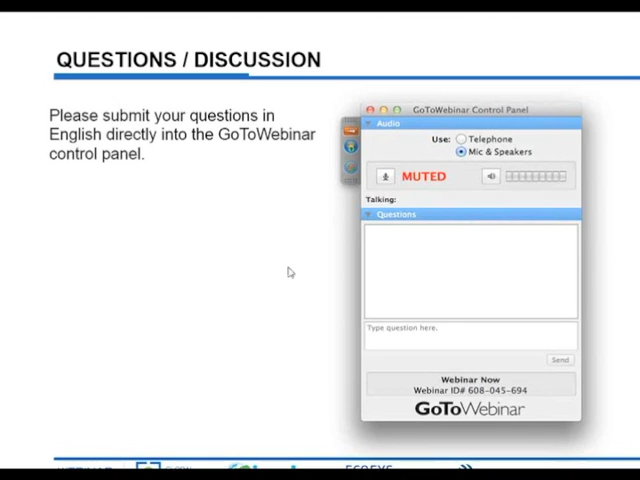 QUESTIONS / DISCUSSION
Please submit your questions in
English directly into the GoToWebinar
control panel.
GoToWebinar Control Panel
Audio
Use: Telephone
Mic & Speakers
MUTED
Talking:
Questions
Type question here.
Send
Webinar Now
Webinar ID# 608-045-694
GoToWebinar